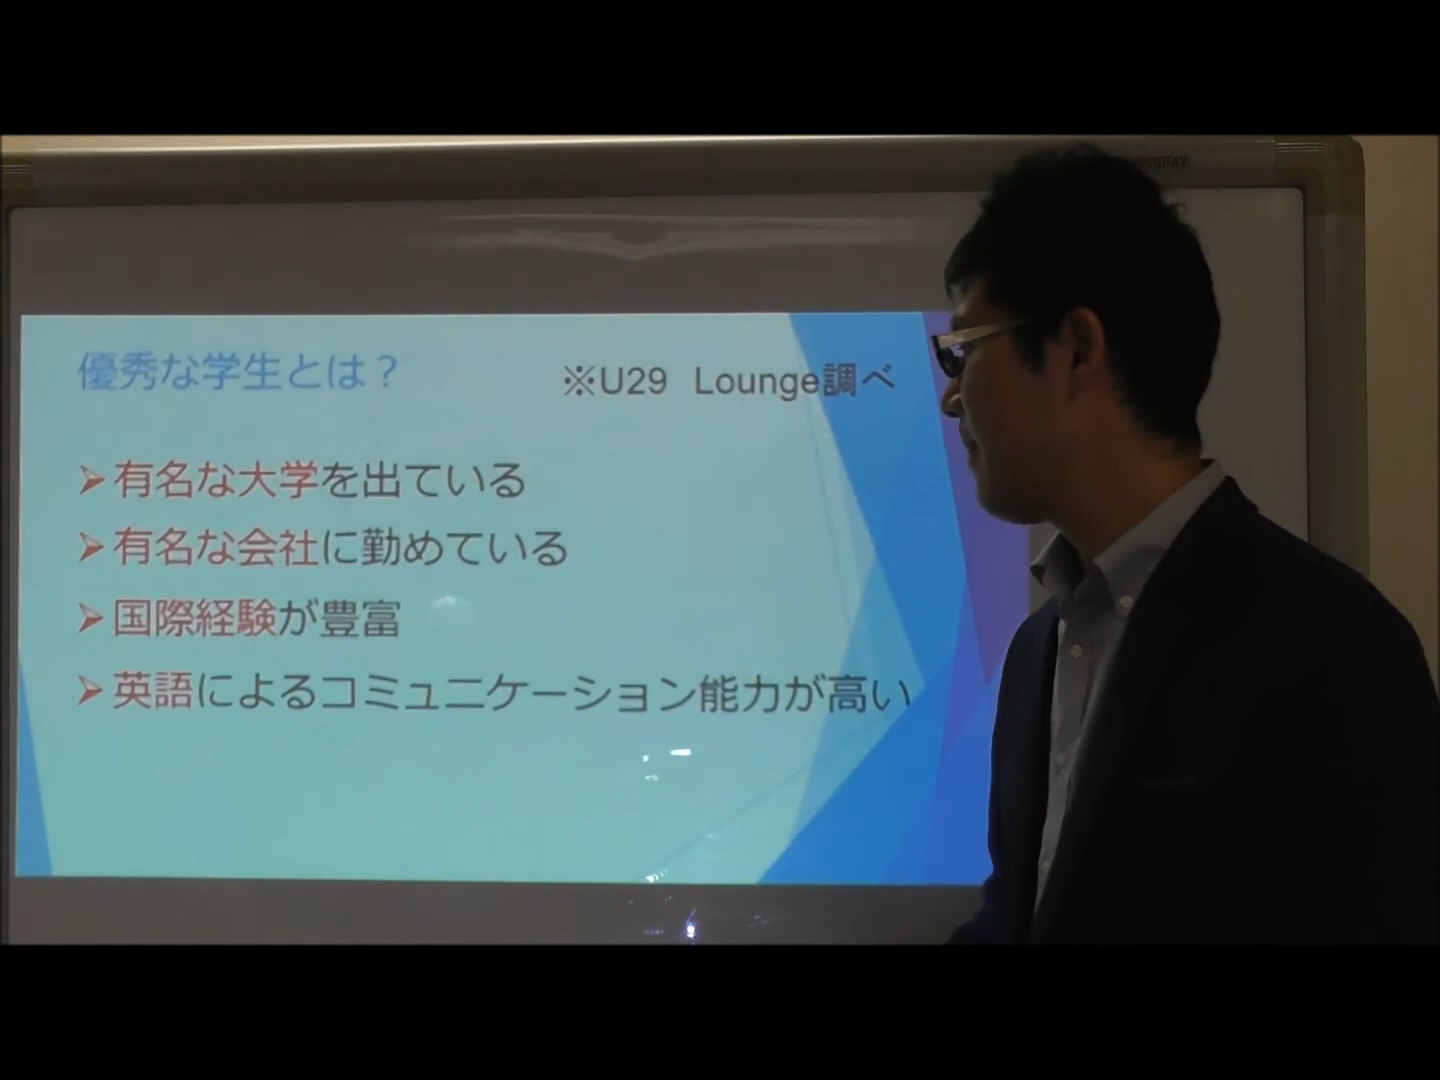 優秀な学生とは？
※U29 Lounge調べ
➢有名な大学を出ている
➢有名な会社に勤めている
➢国際経験が豊富
➢英語によるコミュニケーション能力が高い